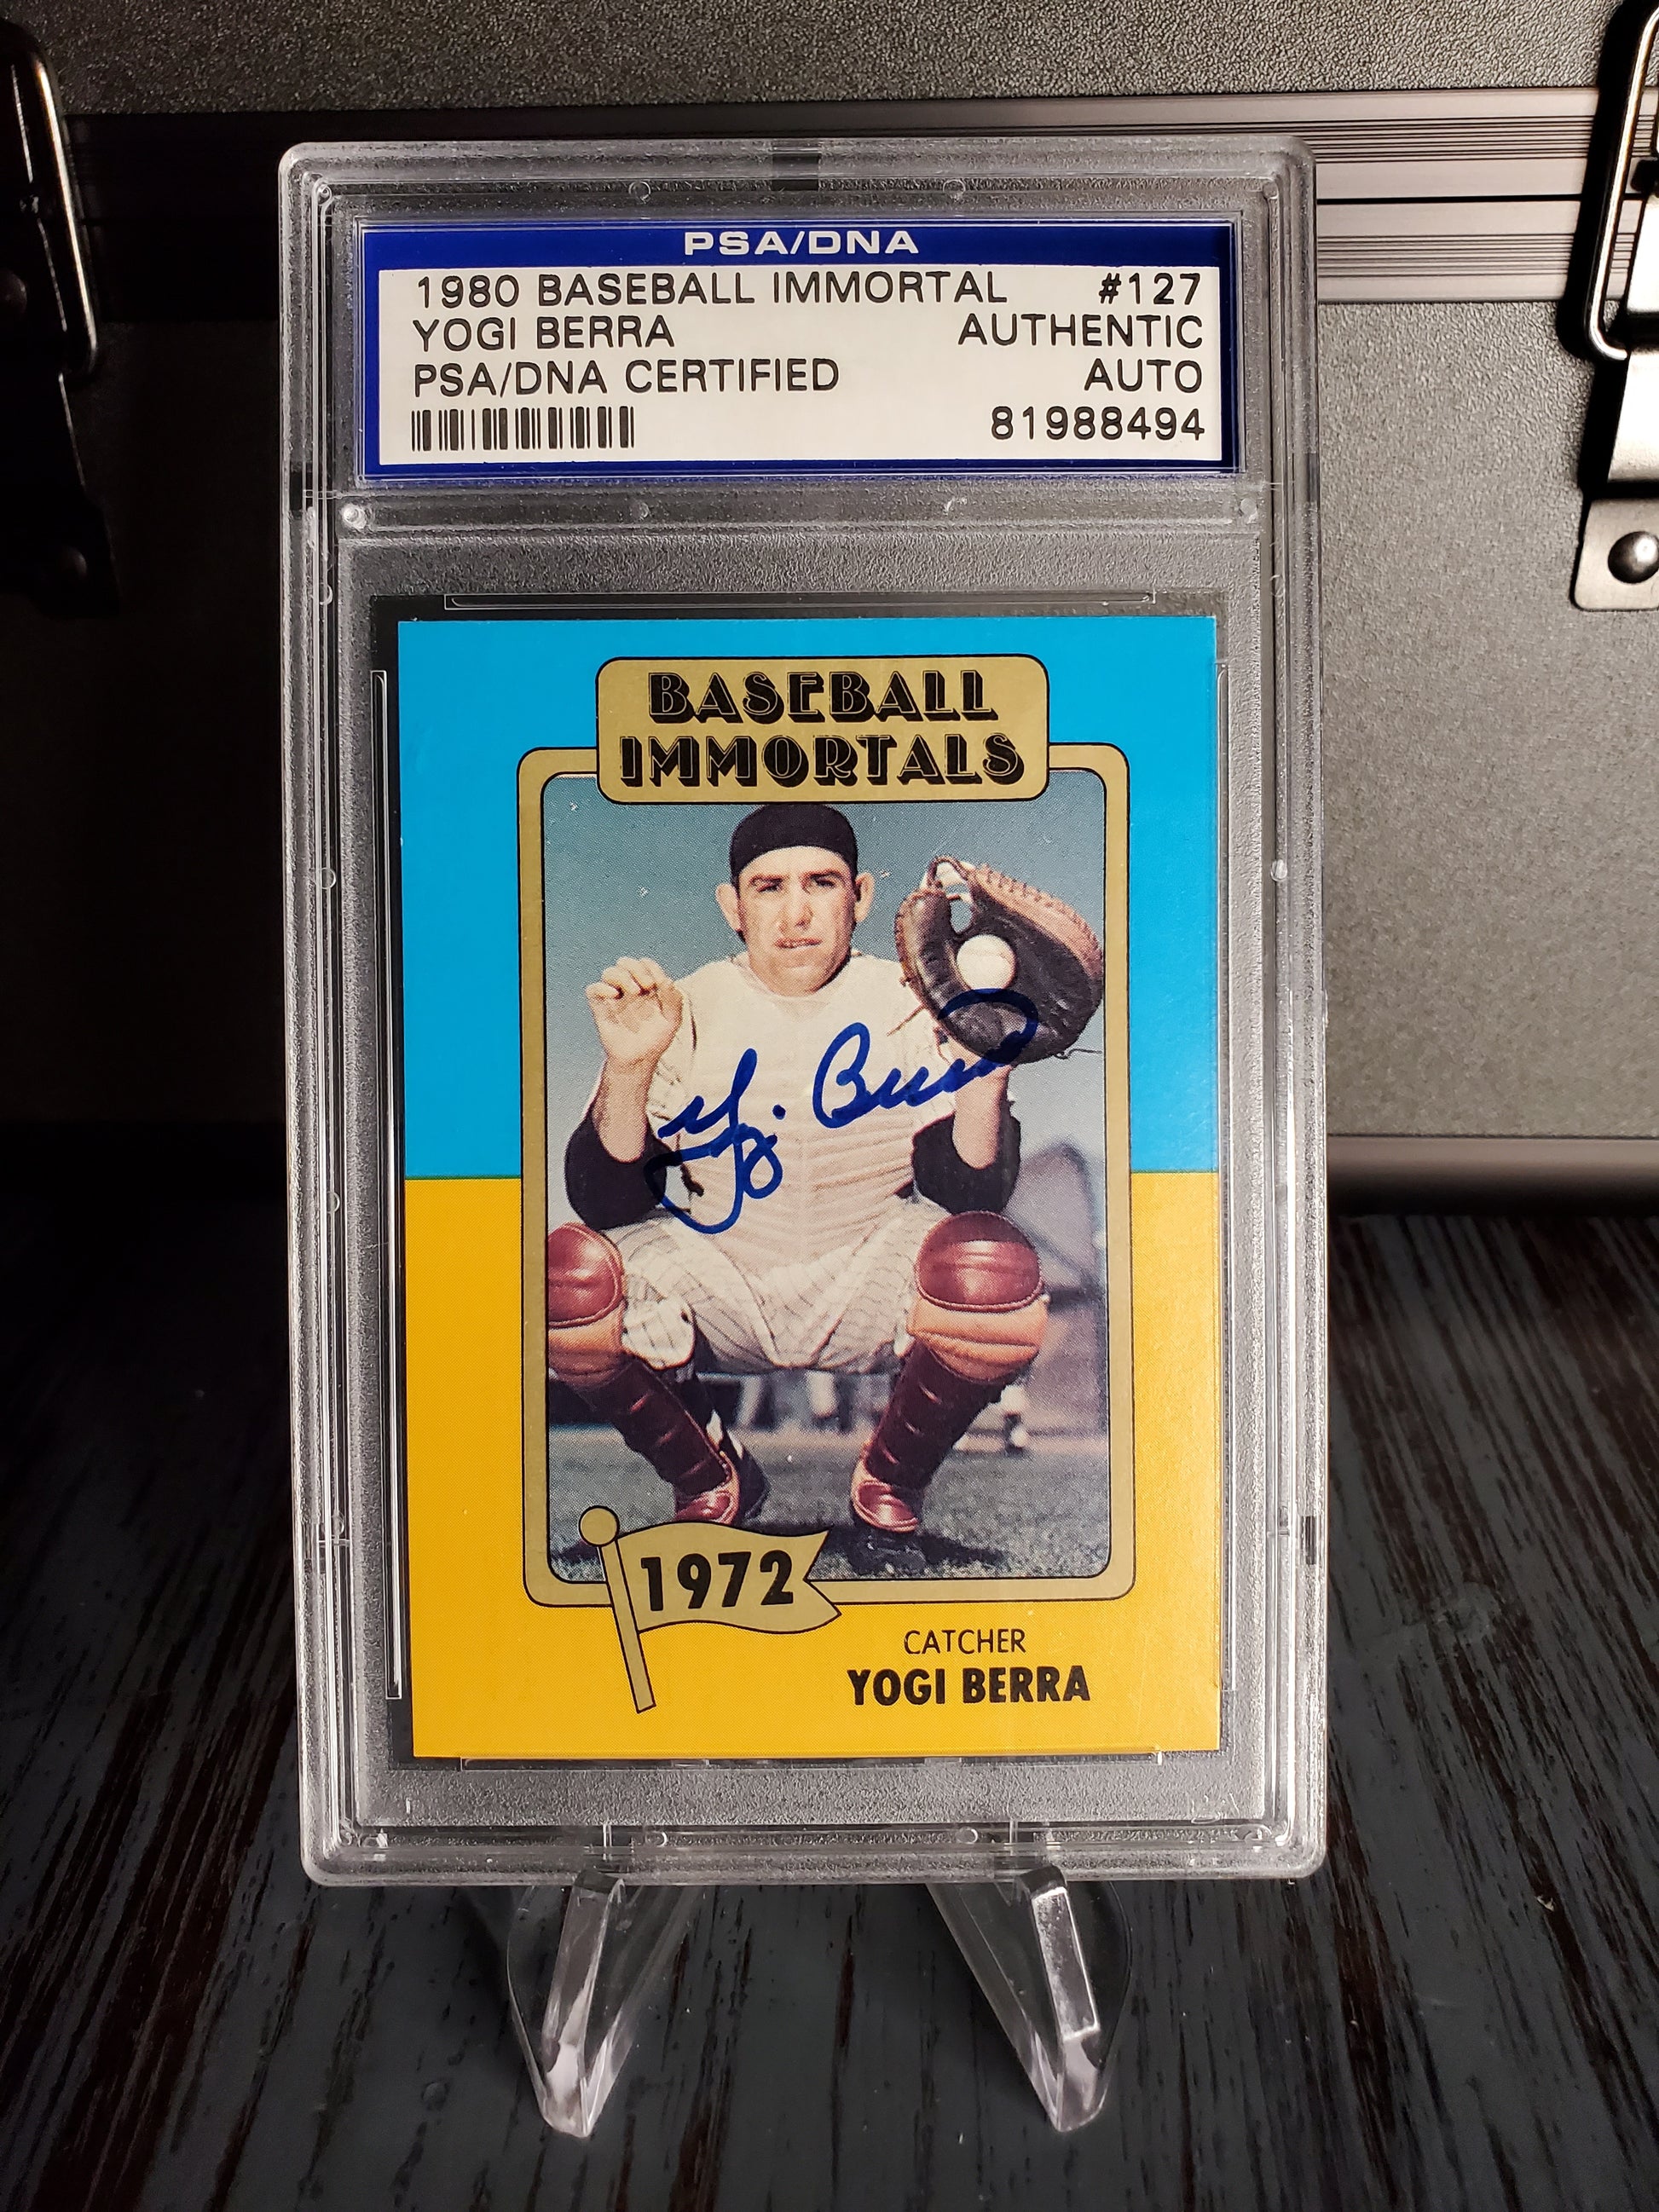 PSA/DNA
1980 BASEBALL IMMORTAL #127
YOGI BERRA AUTHENTIC
PSA/DNA CERTIFIED AUTO
81988494
BASEBALL
IMMORTALS
Yogi Berra
1972
CATCHER
YOGI BERRA